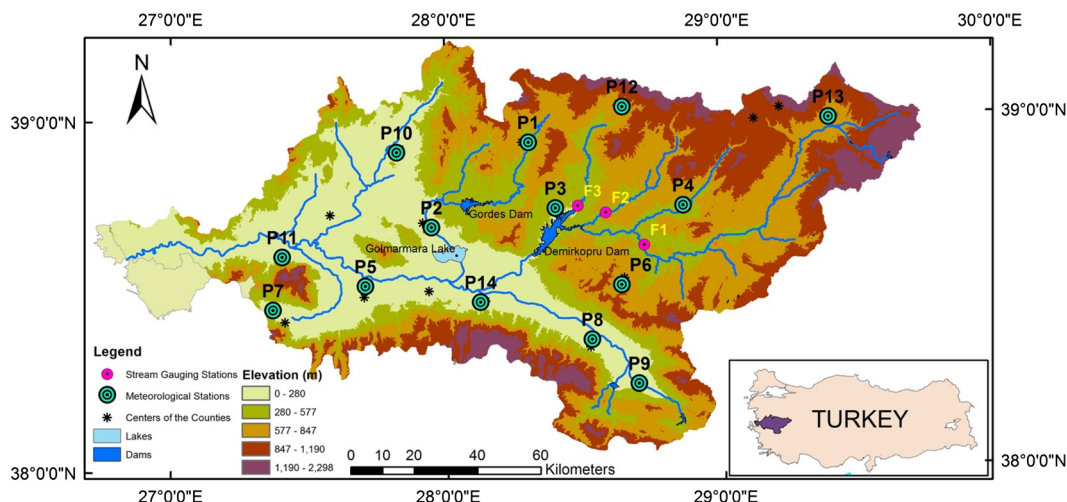 27°0'0"E
28°0'0"E
29°0'0"E
30°0'0"E
N
39°0'0"N
39°0'0"N
P12
P13
P1
P10
P3
F3
F2
P4
P2
Gordes Dam
F1
Golmarmara Lake
Demirkopru Dam
P11
P5
P6
P14
P7
P8
P9
Legend
Stream Gauging Stations
Meteorological Stations
Centers of the Counties
Lakes
Dams
Elevation (m)
0 - 280
280 - 577
577 - 847
847 - 1,190
1,190 - 2,298
0 10 20 40 60
Kilometers
TURKEY
38°0'0"N
38°0'0"N
27°0'0"E
28°0'0"E
29°0'0"E